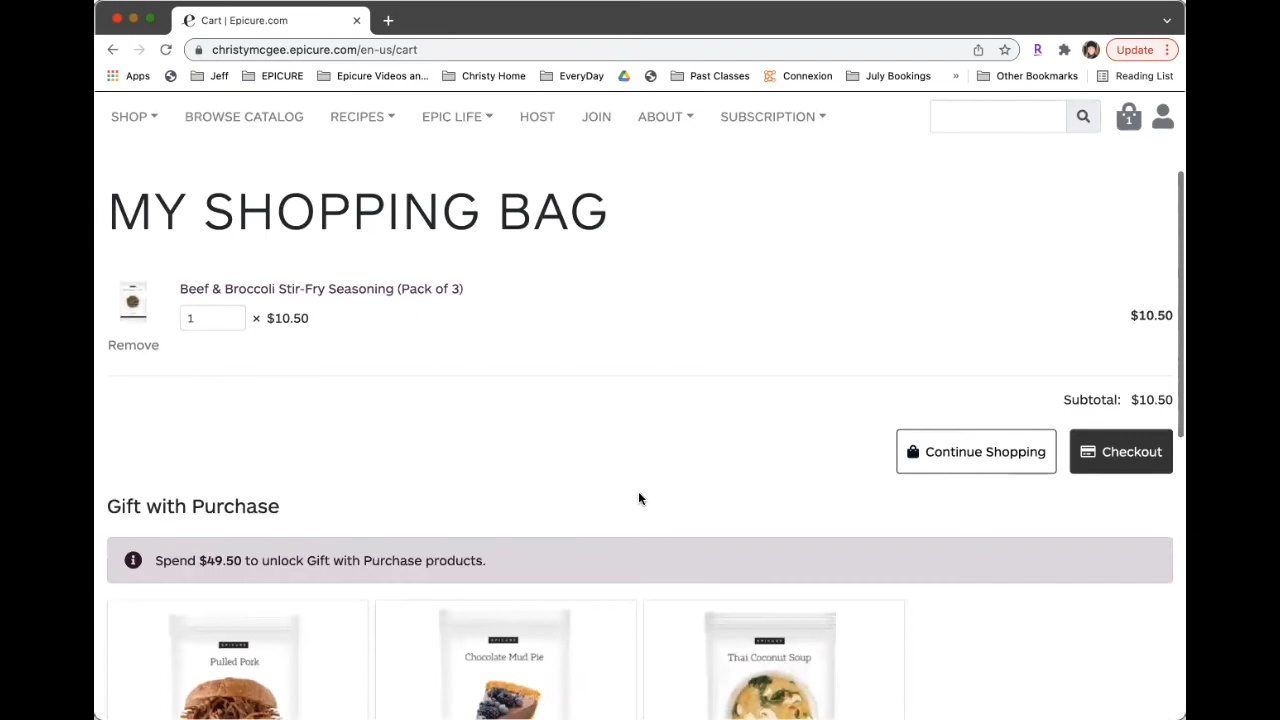 Cart | Epicure.com
christymcgee.epicure.com/en-us/cart
R
Update
Apps
Jeff
EPICURE
Epicure Videos an...
Christy Home
EveryDay
Past Classes
Connexion
July Bookings
»
Other Bookmarks
Reading List
SHOP
BROWSE CATALOG
RECIPES
EPIC LIFE
HOST
JOIN
ABOUT
SUBSCRIPTION
1
MY SHOPPING BAG
Beef & Broccoli Stir-Fry Seasoning (Pack of 3)
1 × $10.50
$10.50
Remove
Subtotal: $10.50
Continue Shopping
Checkout
Gift with Purchase
Spend $49.50 to unlock Gift with Purchase products.
EPICURE
Pulled Pork
EPICURE
Chocolate Mud Pie
EPICURE
Thai Coconut Soup